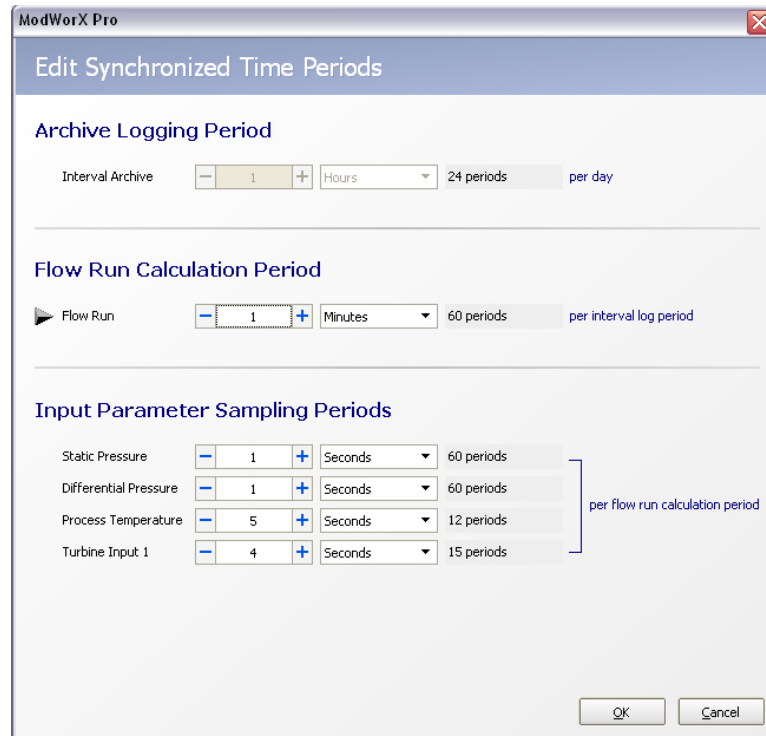 ModWorX Pro
Edit Synchronized Time Periods
Archive Logging Period
Interval Archive − 1 + Hours 24 periods per day
Flow Run Calculation Period
Flow Run − 1 + Minutes 60 periods per interval log period
Input Parameter Sampling Periods
Static Pressure − 1 + Seconds 60 periods
Differential Pressure − 1 + Seconds 60 periods
per flow run calculation period
Process Temperature − 5 + Seconds 12 periods
Turbine Input 1 − 4 + Seconds 15 periods
OK Cancel